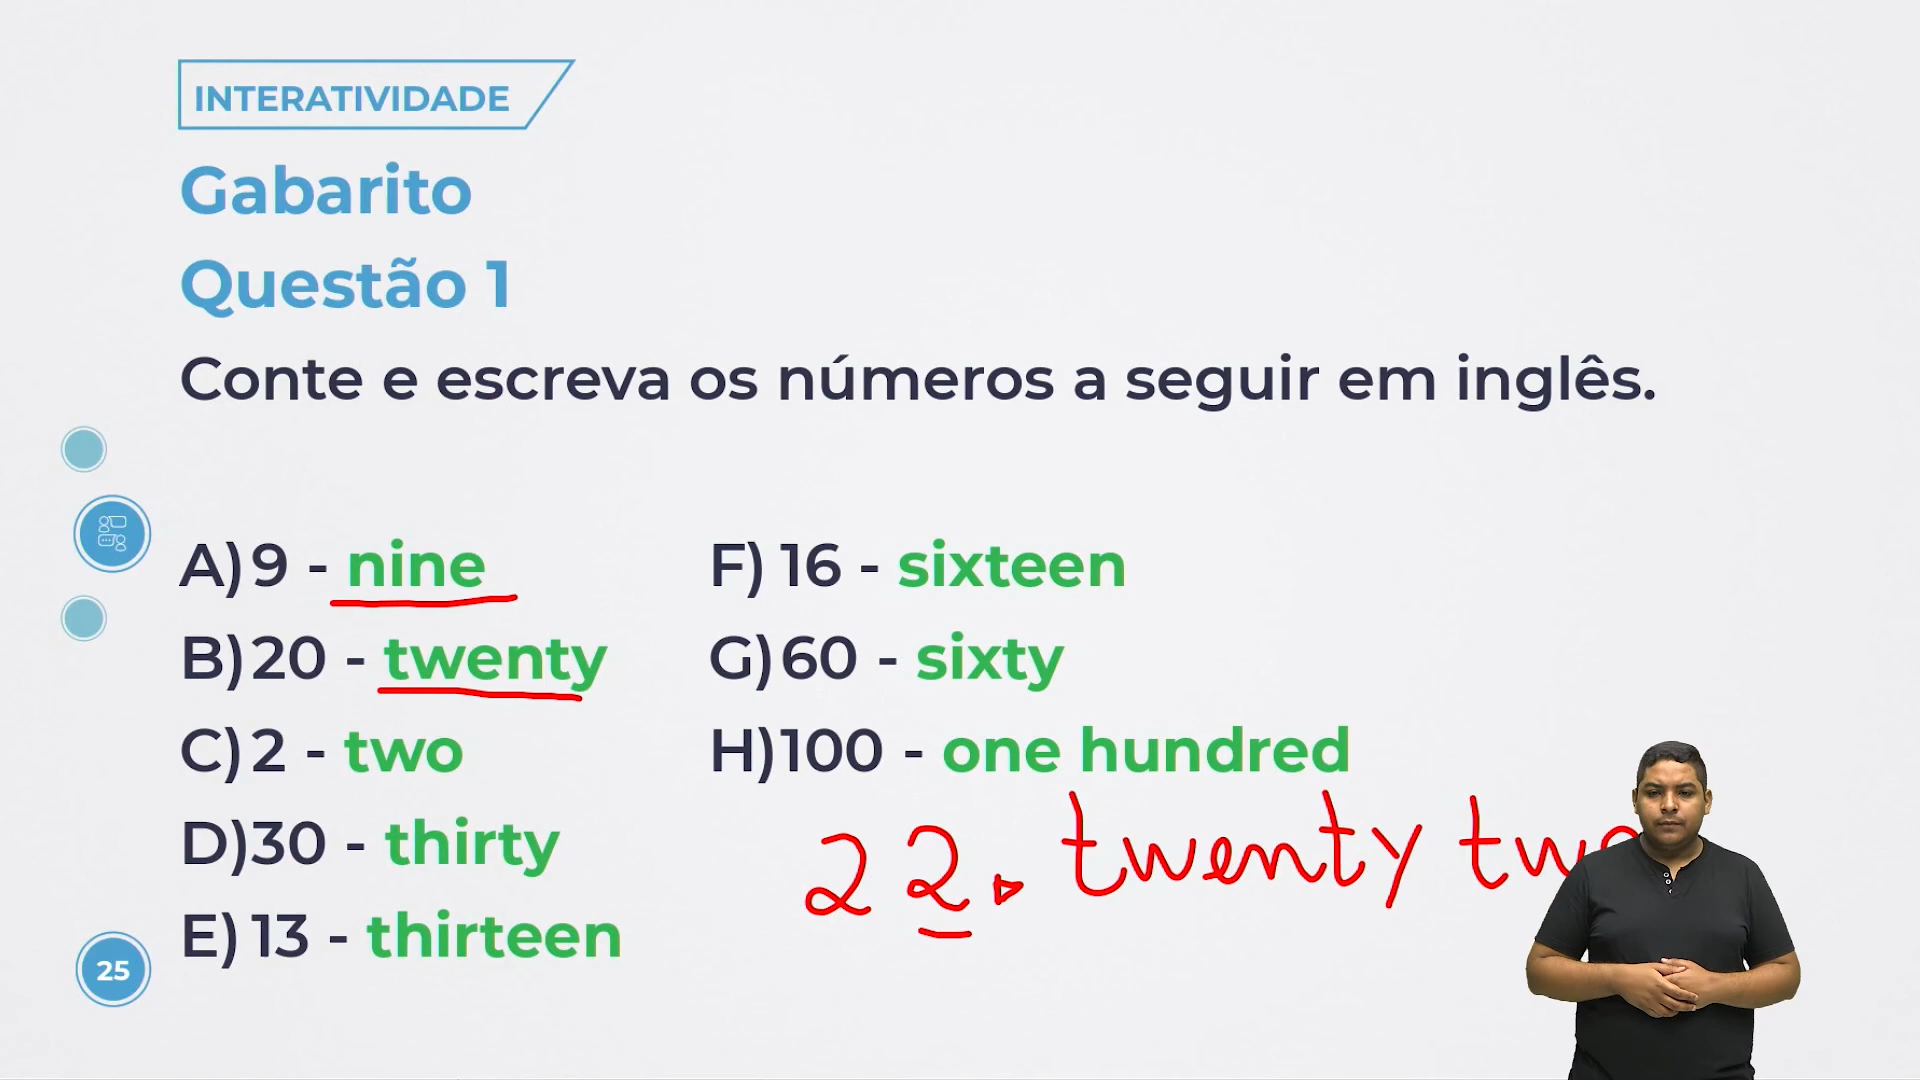 INTERATIVIDADE
Gabarito
Questão 1
Conte e escreva os números a seguir em inglês.
A) 9 - nine
B) 20 - twenty
C) 2 - two
D) 30 - thirty
E) 13 - thirteen
F) 16 - sixteen
G) 60 - sixty
H) 100 - one hundred
22. twenty two
25